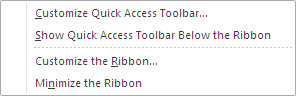 Customize Quick Access Toolbar...
Show Quick Access Toolbar Below the Ribbon
Customize the Ribbon...
Minimize the Ribbon